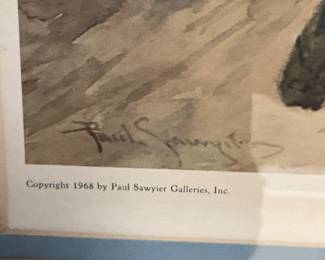 Paul Sawyier
Copyright 1968 by Paul Sawyier Galleries, Inc.